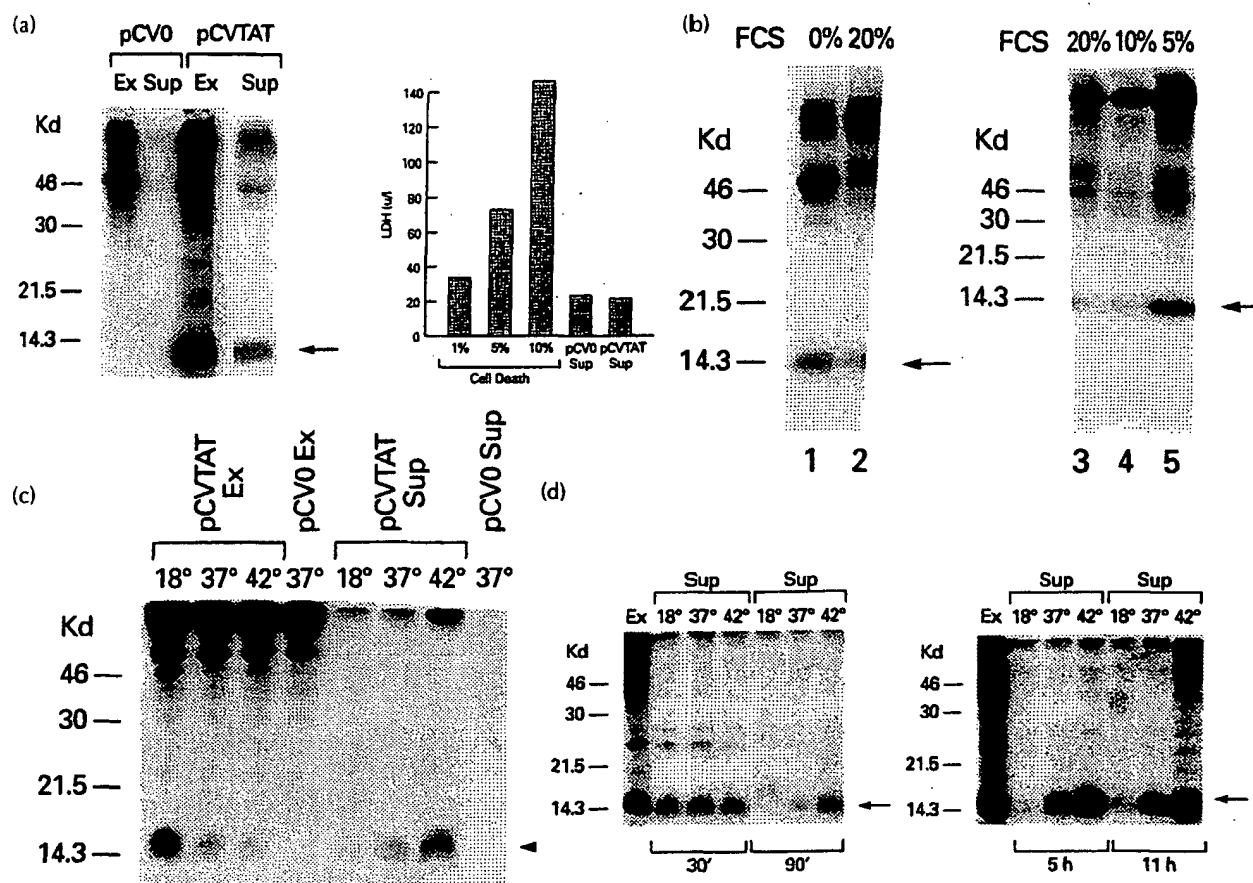 (a)
pCV0 pCVTAT
Ex Sup Ex Sup
Kd
46
30
21.5
14.3
LDH (u/l)
140
120
100
80
60
40
20
0
1% 5% 10% pCV0 Sup pCVTAT Sup
Cell Death
(b)
FCS 0% 20%
Kd
46
30
21.5
14.3
1 2
FCS 20% 10% 5%
Kd
46
30
21.5
14.3
3 4 5
(c)
pCVTAT Ex
pCV0 Ex
pCVTAT Sup
pCV0 Sup
18° 37° 42° 37° 18° 37° 42° 37°
Kd
46
30
21.5
14.3
(d)
Sup Sup
Ex 18° 37° 42° 18° 37° 42°
Kd
46
30
21.5
14.3
30' 90'
Sup Sup
Ex 18° 37° 42° 18° 37° 42°
Kd
46
30
21.5
14.3
5 h 11 h